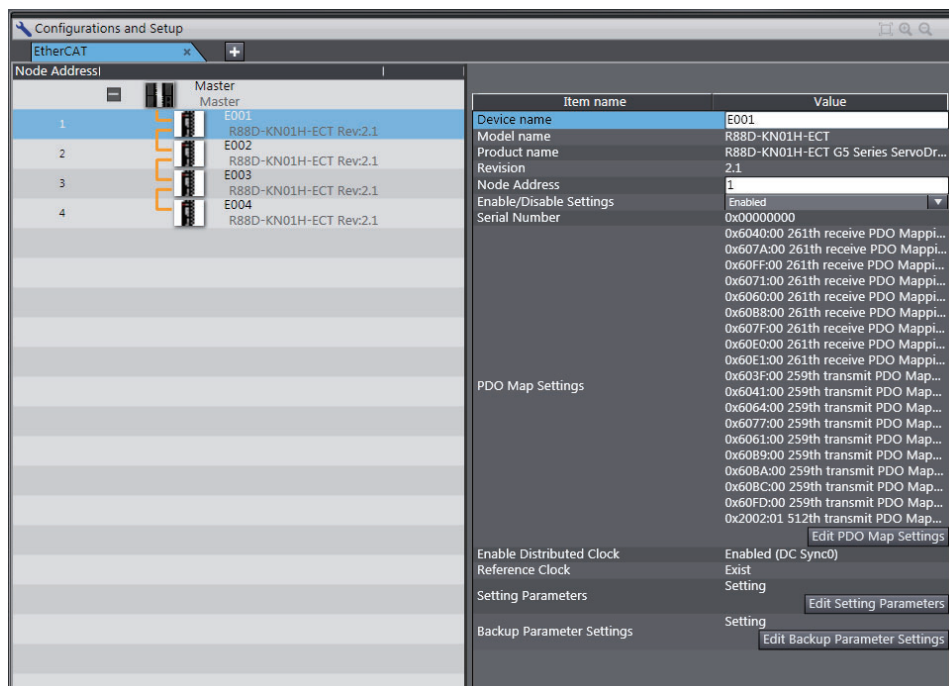 Configurations and Setup
EtherCAT × +
Node Address
Master
Master
1
E001
R88D-KN01H-ECT Rev:2.1
2
E002
R88D-KN01H-ECT Rev:2.1
3
E003
R88D-KN01H-ECT Rev:2.1
4
E004
R88D-KN01H-ECT Rev:2.1
Item name Value
Device name E001
Model name R88D-KN01H-ECT
Product name R88D-KN01H-ECT G5 Series ServoDr...
Revision 2.1
Node Address 1
Enable/Disable Settings Enabled
Serial Number 0x00000000
PDO Map Settings
0x6040:00 261th receive PDO Mappi...
0x607A:00 261th receive PDO Mappi...
0x60FF:00 261th receive PDO Mappi...
0x6071:00 261th receive PDO Mappi...
0x6060:00 261th receive PDO Mappi...
0x60B8:00 261th receive PDO Mappi...
0x607F:00 261th receive PDO Mappi...
0x60E0:00 261th receive PDO Mappi...
0x60E1:00 261th receive PDO Mappi...
0x603F:00 259th transmit PDO Map...
0x6041:00 259th transmit PDO Map...
0x6064:00 259th transmit PDO Map...
0x6077:00 259th transmit PDO Map...
0x6061:00 259th transmit PDO Map...
0x60B9:00 259th transmit PDO Map...
0x60BA:00 259th transmit PDO Map...
0x60BC:00 259th transmit PDO Map...
0x60FD:00 259th transmit PDO Map...
0x2002:01 512th transmit PDO Map...
Edit PDO Map Settings
Enable Distributed Clock Enabled (DC Sync0)
Reference Clock Exist
Setting Parameters Setting
Edit Setting Parameters
Backup Parameter Settings Setting
Edit Backup Parameter Settings